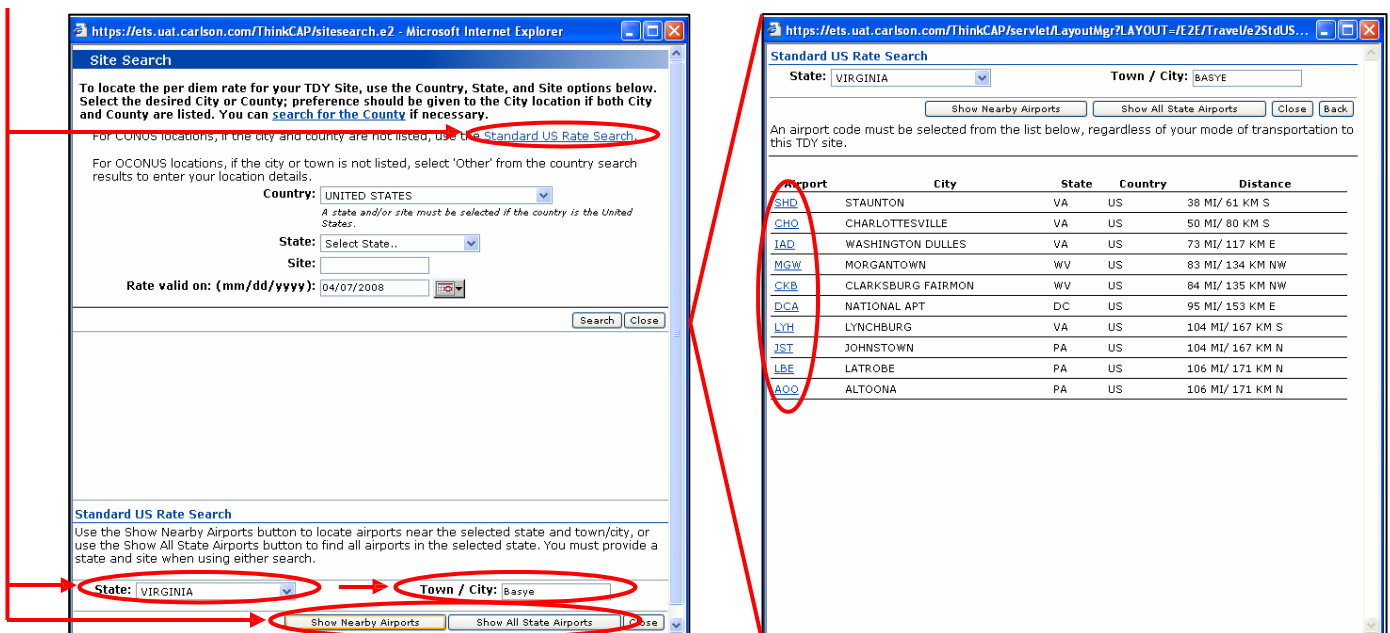 https://ets.uat.carlson.com/ThinkCAP/sitesearch.e2 - Microsoft Internet Explorer
Site Search
To locate the per diem rate for your TDY Site, use the Country, State, and Site options below.
Select the desired City or County; preference should be given to the City location if both City
and County are listed. You can search for the County if necessary.
For CONUS locations, if the city and county are not listed, use the Standard US Rate Search.
For OCONUS locations, if the city or town is not listed, select 'Other' from the country search
results to enter your location details.
Country: UNITED STATES
A state and/or site must be selected if the country is the United
States.
State: Select State..
Site:
Rate valid on: (mm/dd/yyyy): 04/07/2008
Search Close
Standard US Rate Search
Use the Show Nearby Airports button to locate airports near the selected state and town/city, or
use the Show All State Airports button to find all airports in the selected state. You must provide a
state and site when using either search.
State: VIRGINIA Town / City: Basye
Show Nearby Airports Show All State Airports Close
https://ets.uat.carlson.com/ThinkCAP/servlet/LayoutMgr?LAYOUT=/E2E/Travel/e2StdUS...
Standard US Rate Search
State: VIRGINIA Town / City: BASYE
Show Nearby Airports Show All State Airports Close Back
An airport code must be selected from the list below, regardless of your mode of transportation to
this TDY site.
Airport City State Country Distance
SHD STAUNTON VA US 38 MI/ 61 KM S
CHO CHARLOTTESVILLE VA US 50 MI/ 80 KM S
IAD WASHINGTON DULLES VA US 73 MI/ 117 KM E
MGW MORGANTOWN WV US 83 MI/ 134 KM NW
CKB CLARKSBURG FAIRMON WV US 84 MI/ 135 KM NW
DCA NATIONAL APT DC US 95 MI/ 153 KM E
LYH LYNCHBURG VA US 104 MI/ 167 KM S
JST JOHNSTOWN PA US 104 MI/ 167 KM N
LBE LATROBE PA US 106 MI/ 171 KM N
AOO ALTOONA PA US 106 MI/ 171 KM N